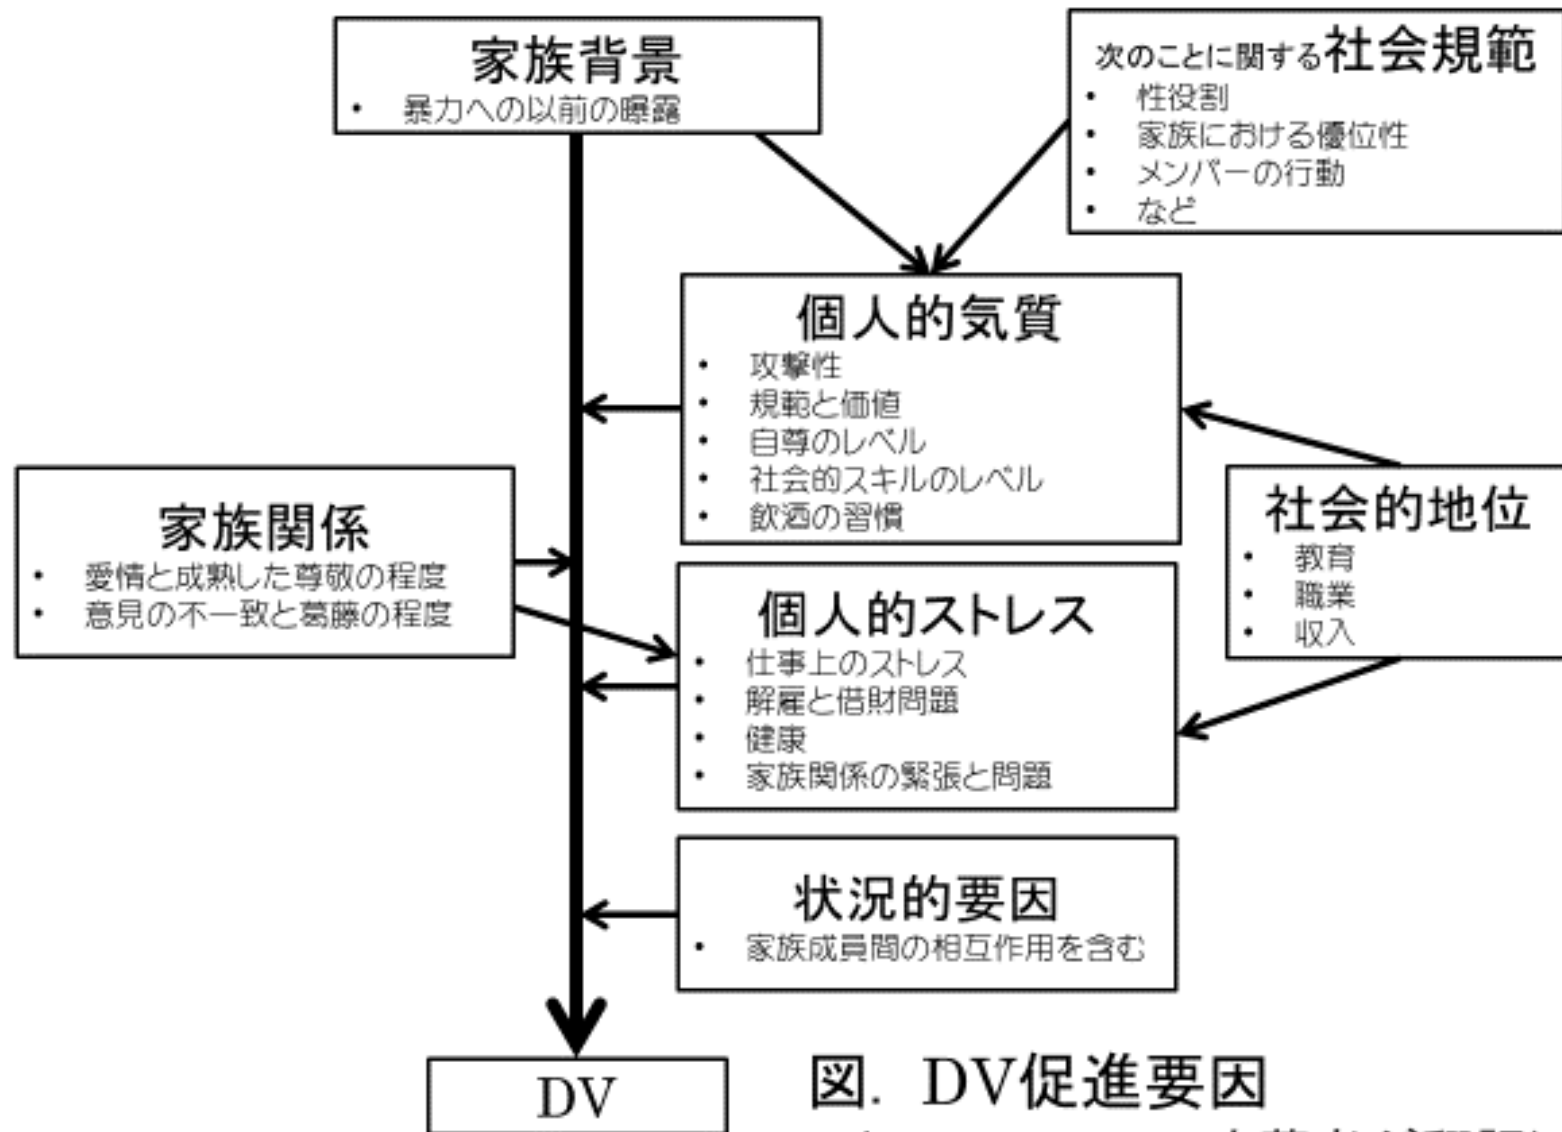 家族背景
・ 暴力への以前の曝露
次のことに関する社会規範
・ 性役割
・ 家族における優位性
・ メンバーの行動
・ など
個人的気質
・ 攻撃性
・ 規範と価値
・ 自尊のレベル
・ 社会的スキルのレベル
・ 飲酒の習慣
家族関係
・ 愛情と成熟した尊敬の程度
・ 意見の不一致と葛藤の程度
社会的地位
・ 教育
・ 職業
・ 収入
個人的ストレス
・ 仕事上のストレス
・ 解雇と借財問題
・ 健康
・ 家族関係の緊張と問題
状況的要因
・ 家族成員間の相互作用を含む
DV
図. DV促進要因